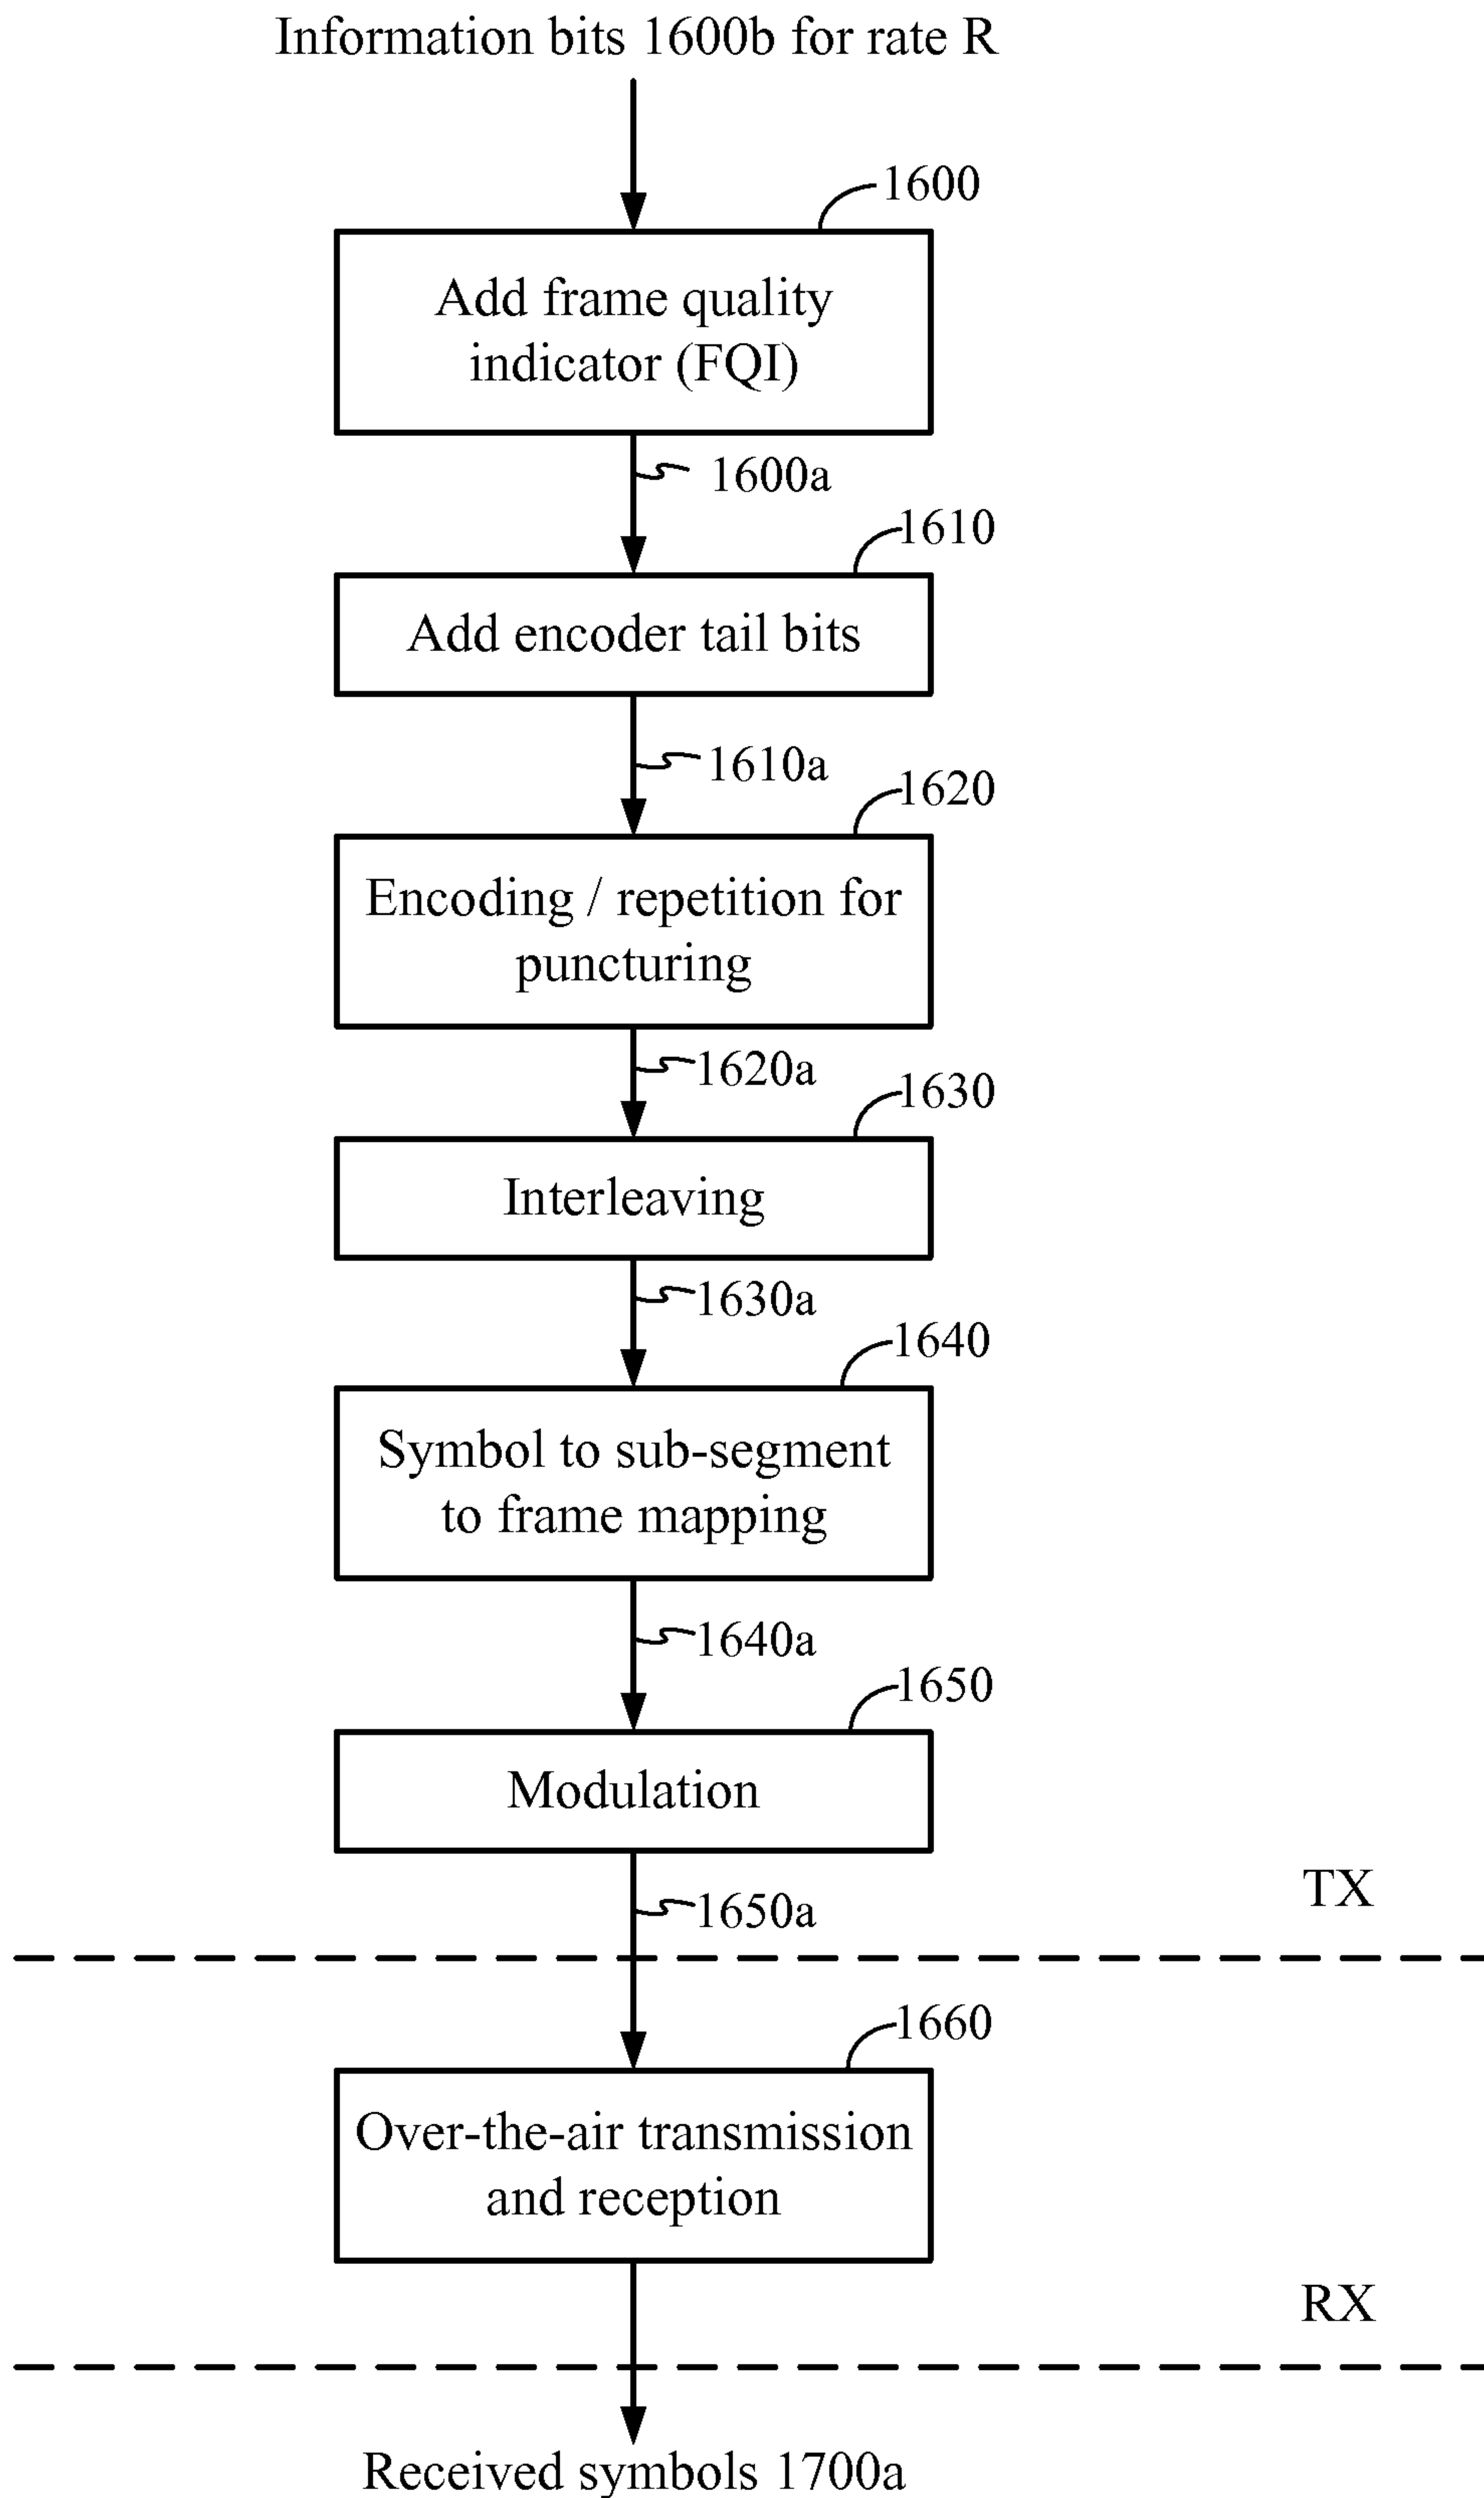 Information bits 1600b for rate R
1600
Add frame quality
indicator (FQI)
1600a
1610
Add encoder tail bits
1610a
1620
Encoding / repetition for
puncturing
1620a
1630
Interleaving
1630a
1640
Symbol to sub-segment
to frame mapping
1640a
1650
Modulation
TX
1650a
1660
Over-the-air transmission
and reception
RX
Received symbols 1700a